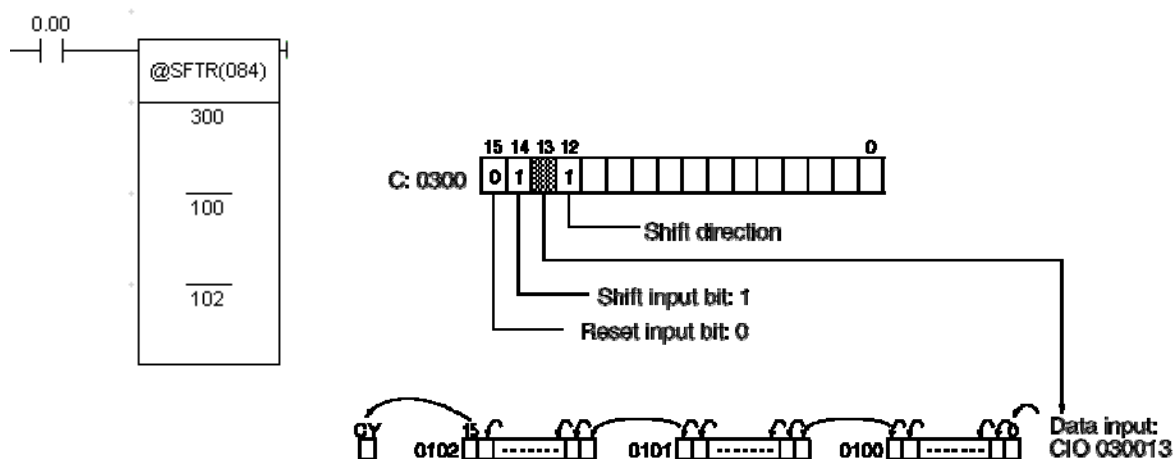 0.00
@SFTR(084)
300
100
102
15 14 13 12 0
C: 0300 0 1 1
Shift direction
Shift input bit: 1
Reset input bit: 0
CY 15 0 Data input:
0102 0101 0100 CIO 030013